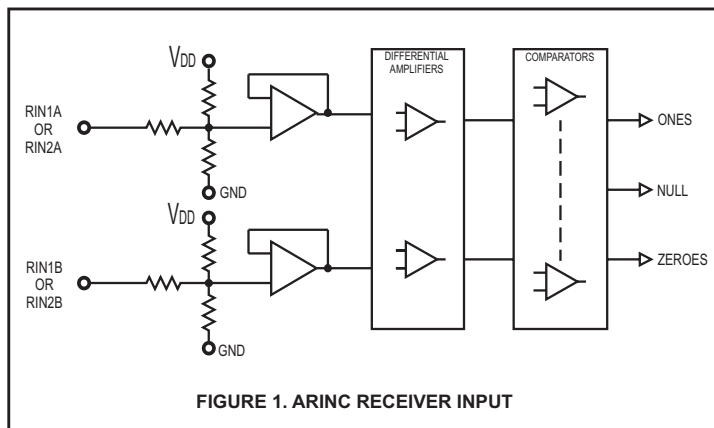 VDD
DIFFERENTIAL
AMPLIFIERS
COMPARATORS
RIN1A
OR
RIN2A
ONES
GND
NULL
VDD
RIN1B
OR
RIN2B
ZEROES
GND
FIGURE 1. ARINC RECEIVER INPUT